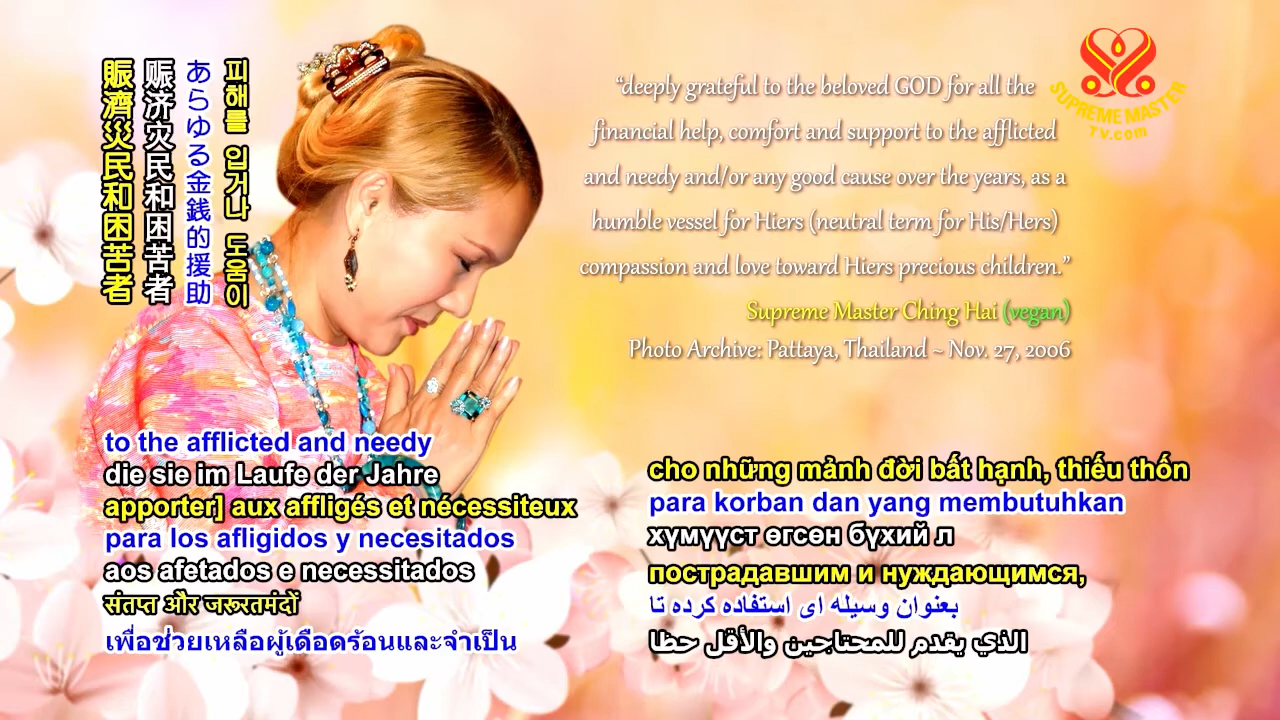 賑濟災民和困苦者
赈济灾民和困苦者
あらゆる金銭的援助
피해를 입거나 도움이
“deeply grateful to the beloved GOD for all the
financial help, comfort and support to the afflicted
and needy and/or any good cause over the years, as a
humble vessel for Hiers (neutral term for His/Hers)
compassion and love toward Hiers precious children.”
Supreme Master Ching Hai (vegan)
Photo Archive: Pattaya, Thailand ~ Nov. 27, 2006
SUPREME MASTER
TV.com
to the afflicted and needy
die sie im Laufe der Jahre
apporter] aux affligés et nécessiteux
para los afligidos y necesitados
aos afetados e necessitados
संतप्त और जरूरतमंदों
เพื่อช่วยเหลือผู้เดือดร้อนและจำเป็น
cho những mảnh đời bất hạnh, thiếu thốn
para korban dan yang membutuhkan
хүмүүст өгсөн бүхий л
пострадавшим и нуждающимся,
بعنوان وسیله ای استفاده کرده تا
الذي يقدم للمحتاجين والأقل حظا